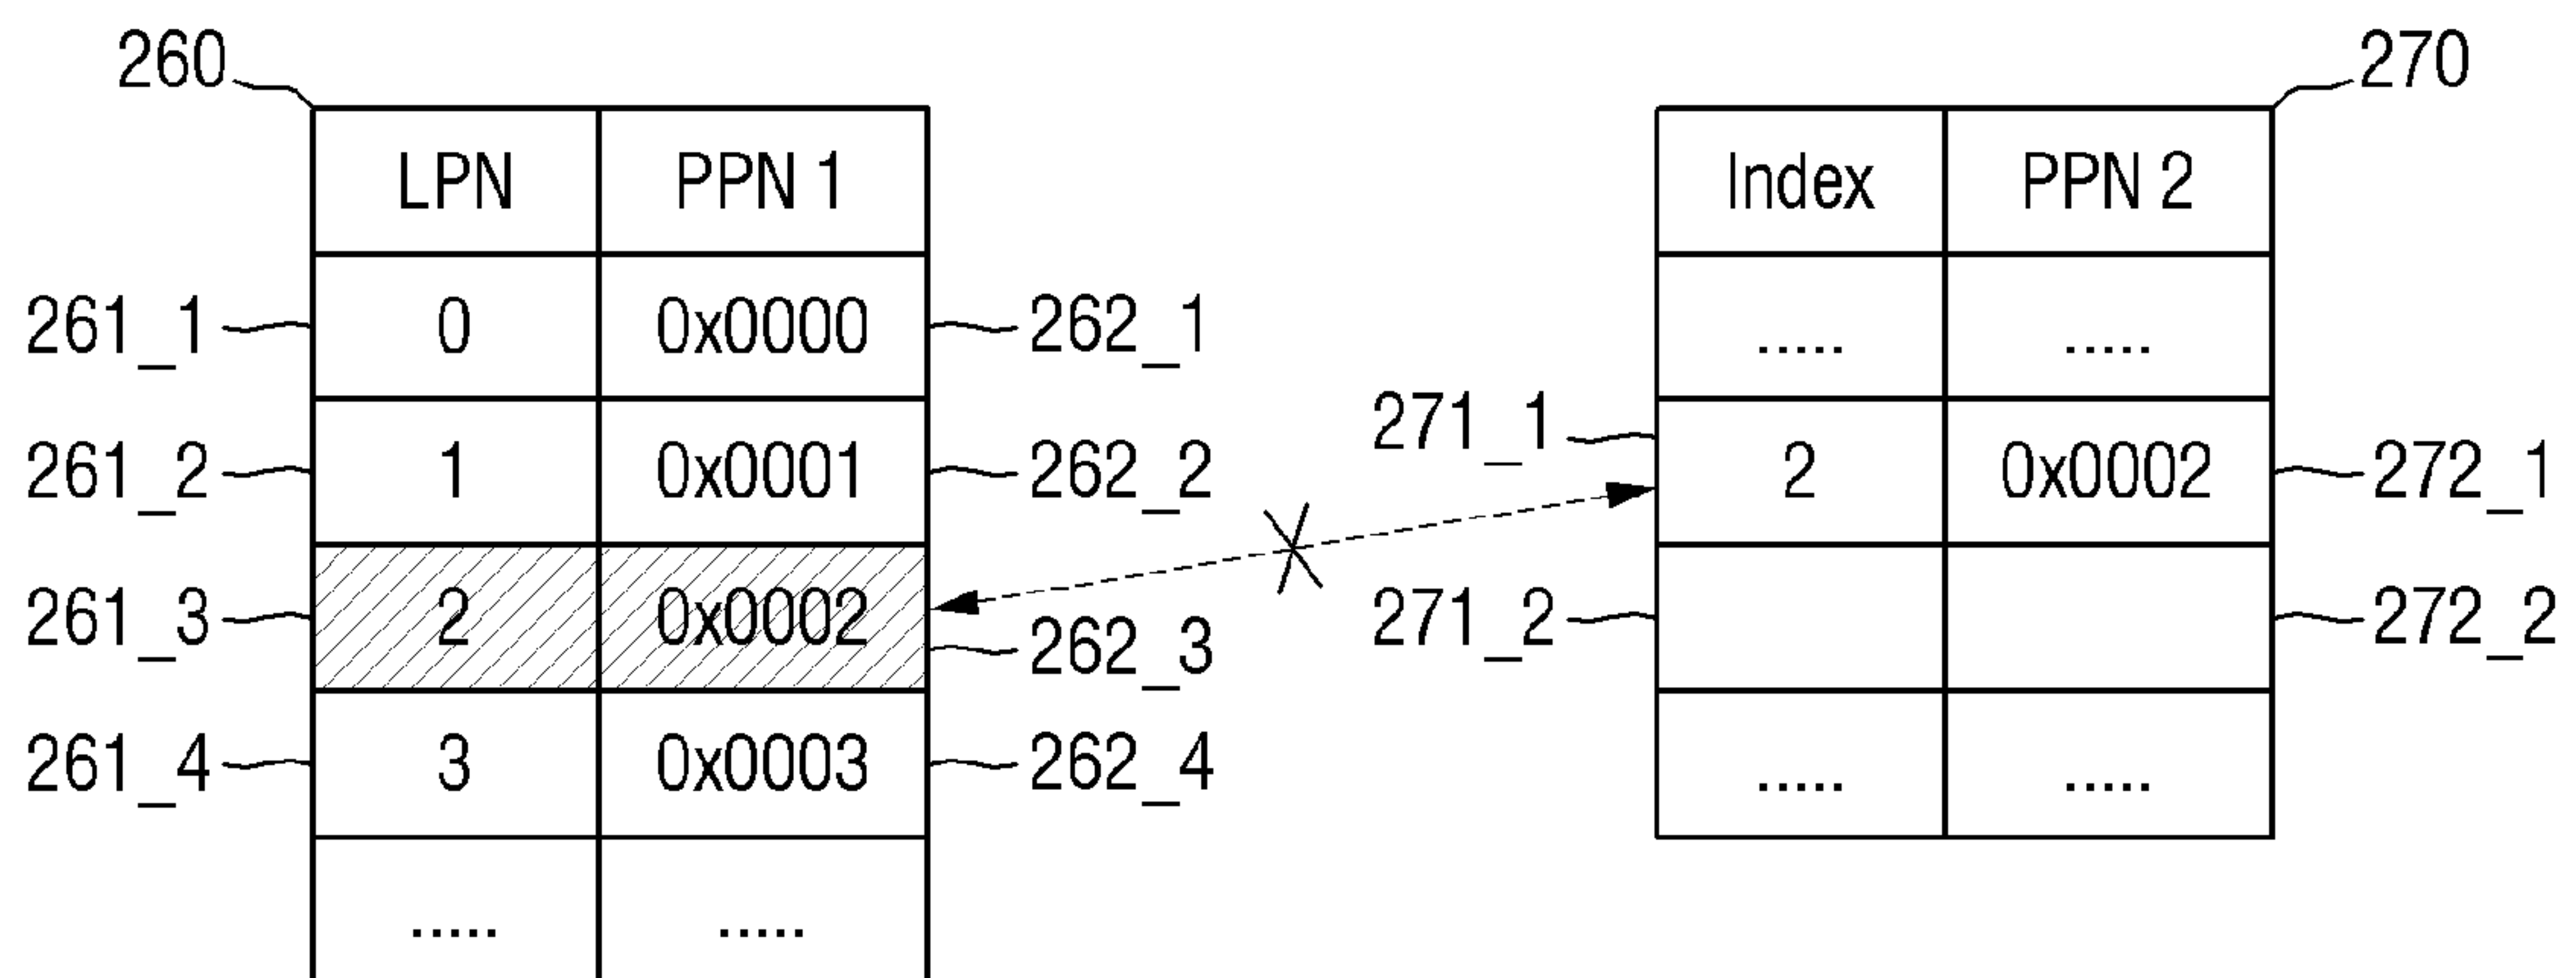 260 270
LPN PPN 1 Index PPN 2
261_1 0 0x0000 262_1 ..... .....
261_2 1 0x0001 262_2 271_1 2 0x0002 272_1
261_3 2 0x0002 262_3 271_2 272_2
261_4 3 0x0003 262_4 ..... .....
..... .....